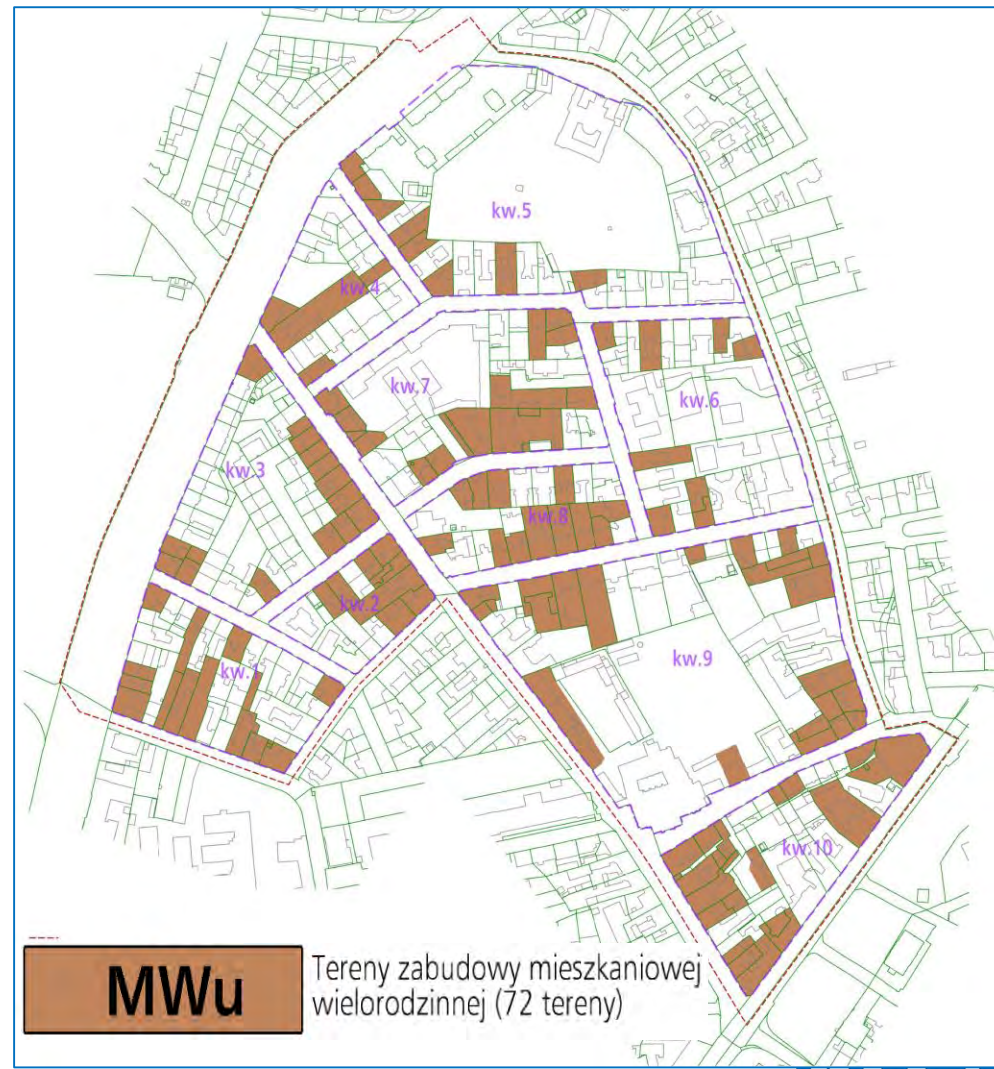 kw.5
kw.4
kw.7
kw.6
kw.3
kw.8
kw.2
kw.1
kw.9
kw.10
MWu
Tereny zabudowy mieszkaniowej
wielorodzinnej (72 tereny)